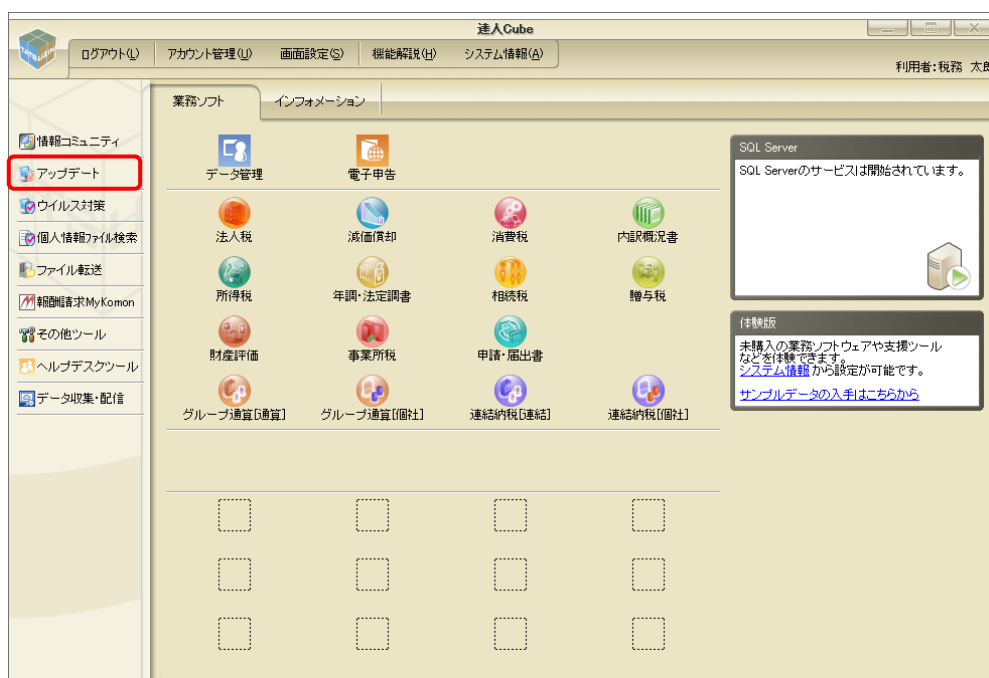 達人Cube
ログアウト(L) アカウント管理(U) 画面設定(S) 機能解説(H) システム情報(A)
利用者:税務 太郎
業務ソフト インフォメーション
情報コミュニティ
アップデート
ウイルス対策
個人情報ファイル検索
ファイル転送
報酬請求MyKomon
その他ツール
ヘルプデスクツール
データ収集・配信
データ管理 電子申告
法人税 減価償却 消費税 内訳概況書
所得税 年調・法定調書 相続税 贈与税
財産評価 事業所税 申請・届出書
グループ通算[通算] グループ通算[個社] 連結納税[連結] 連結納税[個社]
SQL Server
SQL Serverのサービスは開始されています。
体験版
未購入の業務ソフトウェアや支援ツール
などを体験できます。
システム情報から設定が可能です。
サンプルデータの入手はこちらから